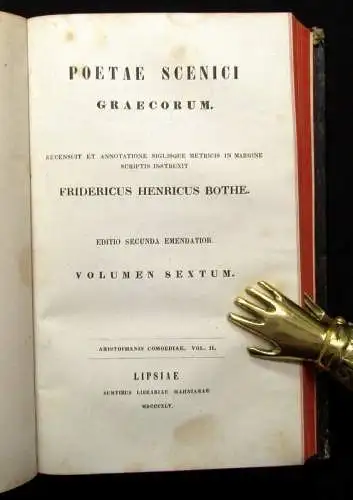 POETAE SCENICI
GRAECORUM.
RECENSUIT ET ANNOTATIONE SIGLISQUE METRICIS IN MARGINE
SCRIPTIS INSTRUXIT
FRIDERICUS HENRICUS BOTHE.
EDITIO SECUNDA EMENDATIOR.
VOLUMEN SEXTUM.
ARISTOPHANIS COMOEDIAE, VOL. II.
LIPSIAE
SUMTIBUS LIBRARIAE HAHNIANAE
MDCCCXLV.